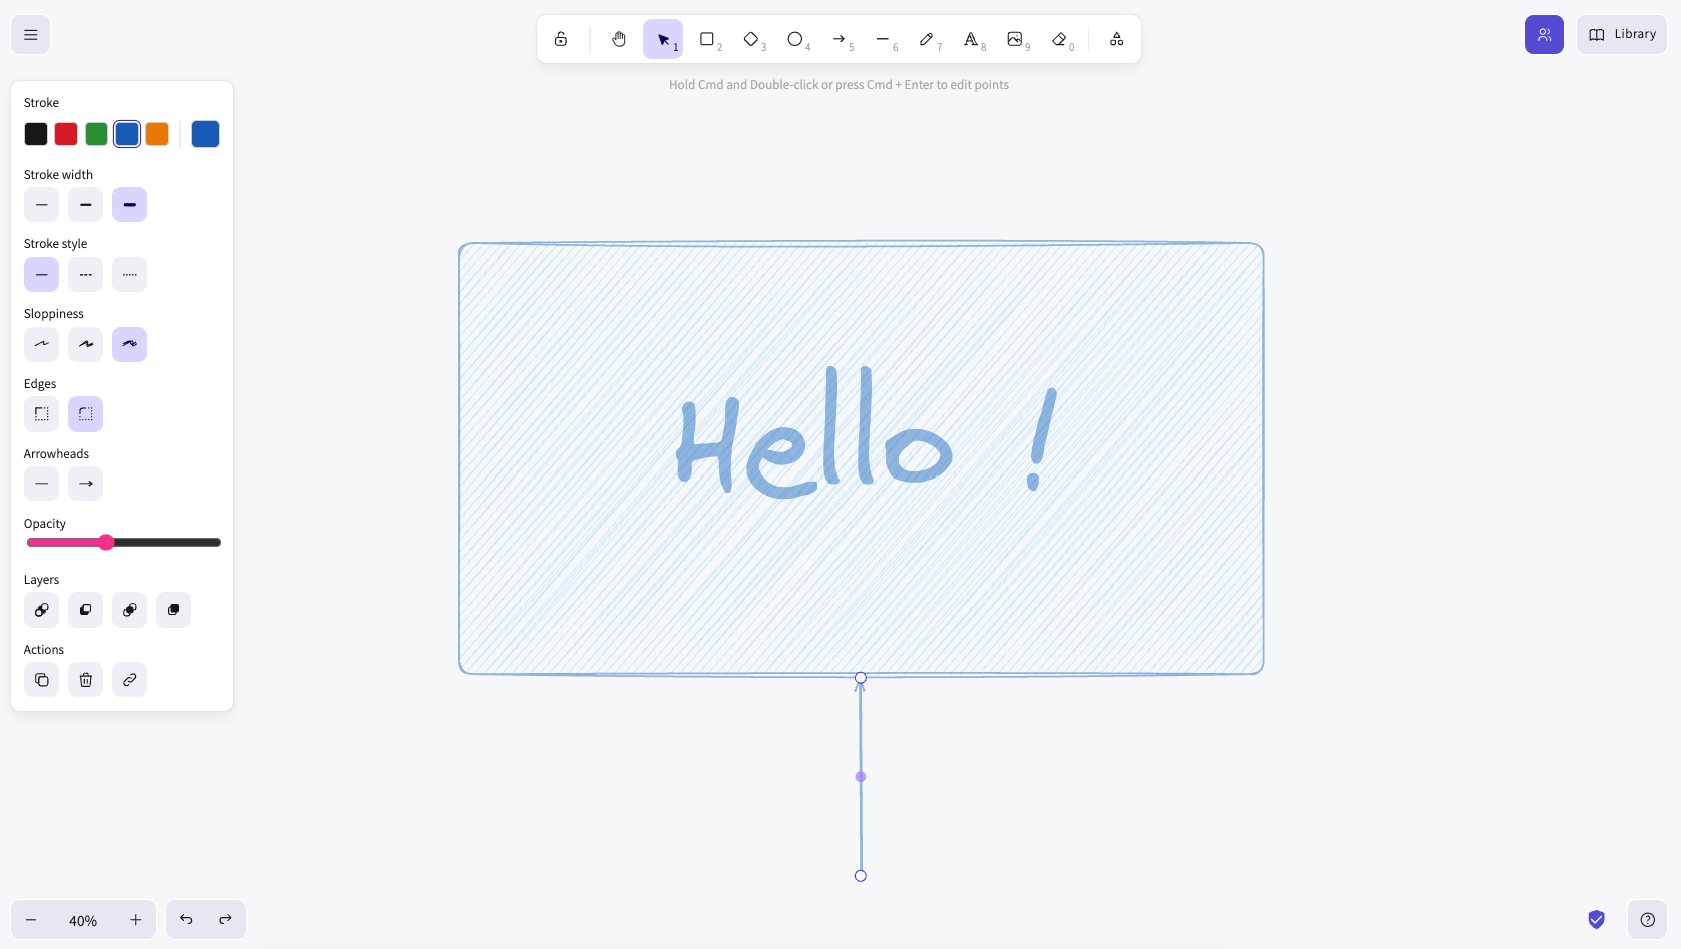 1
2
3
4
5
6
7
8
9
0
Library
Hold Cmd and Double-click or press Cmd + Enter to edit points
Stroke
Stroke width
Stroke style
Sloppiness
Edges
Arrowheads
Opacity
Layers
Actions
Hello !
40%